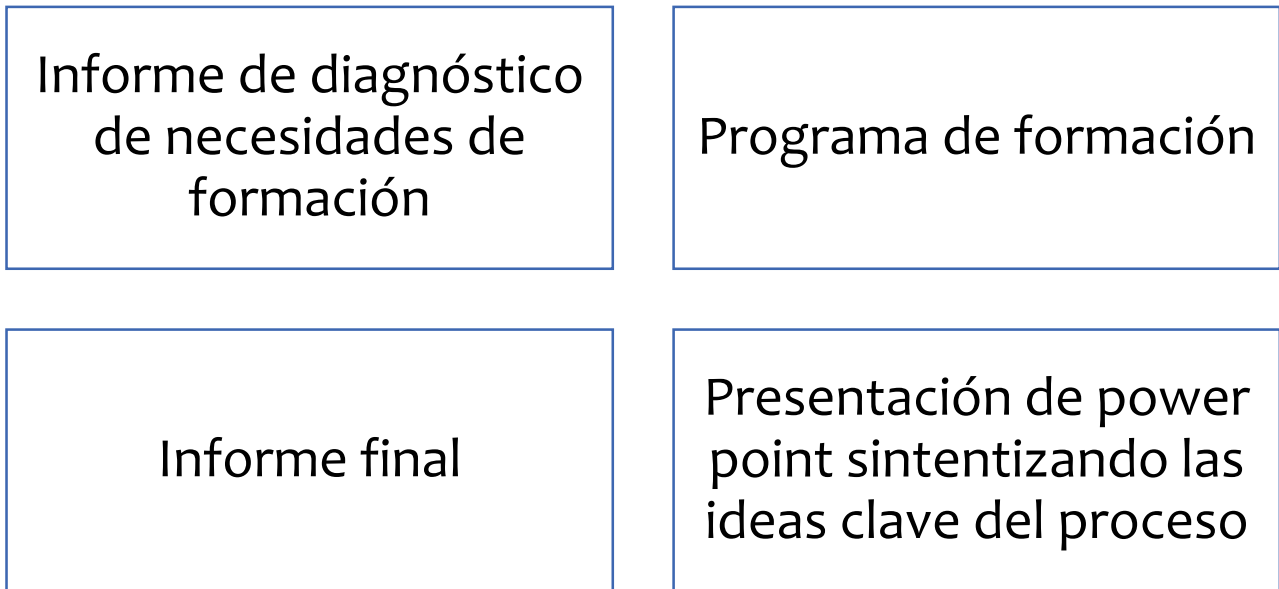 Informe de diagnóstico
de necesidades de
formación
Programa de formación
Informe final
Presentación de power
point sintentizando las
ideas clave del proceso